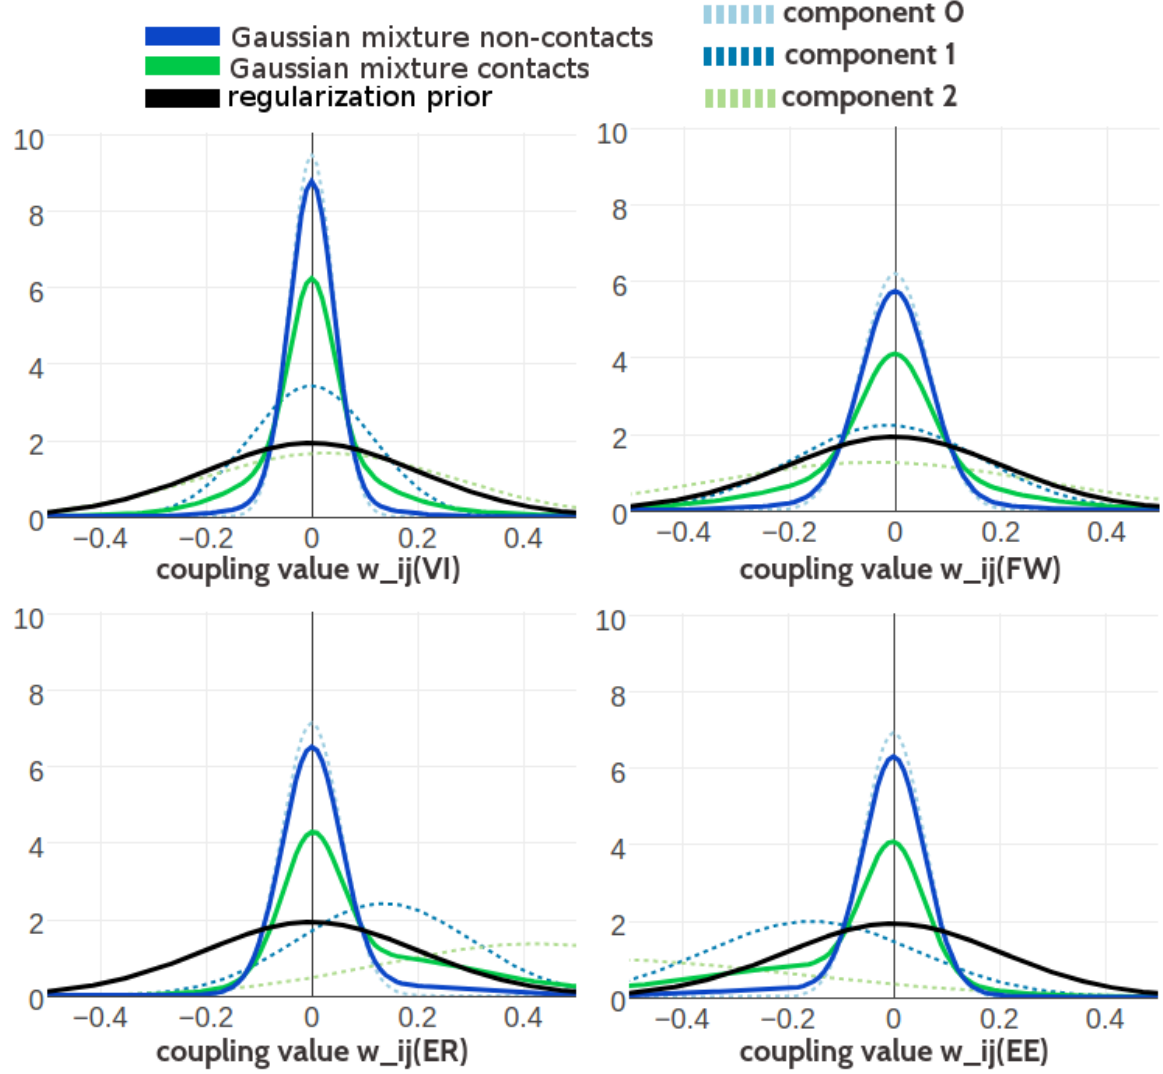 Gaussian mixture non-contacts
Gaussian mixture contacts
regularization prior
component 0
component 1
component 2
10
8
6
4
2
0
−0.4 −0.2 0 0.2 0.4
coupling value w_ij(VI)
10
8
6
4
2
0
−0.4 −0.2 0 0.2 0.4
coupling value w_ij(FW)
10
8
6
4
2
0
−0.4 −0.2 0 0.2 0.4
coupling value w_ij(ER)
10
8
6
4
2
0
−0.4 −0.2 0 0.2 0.4
coupling value w_ij(EE)